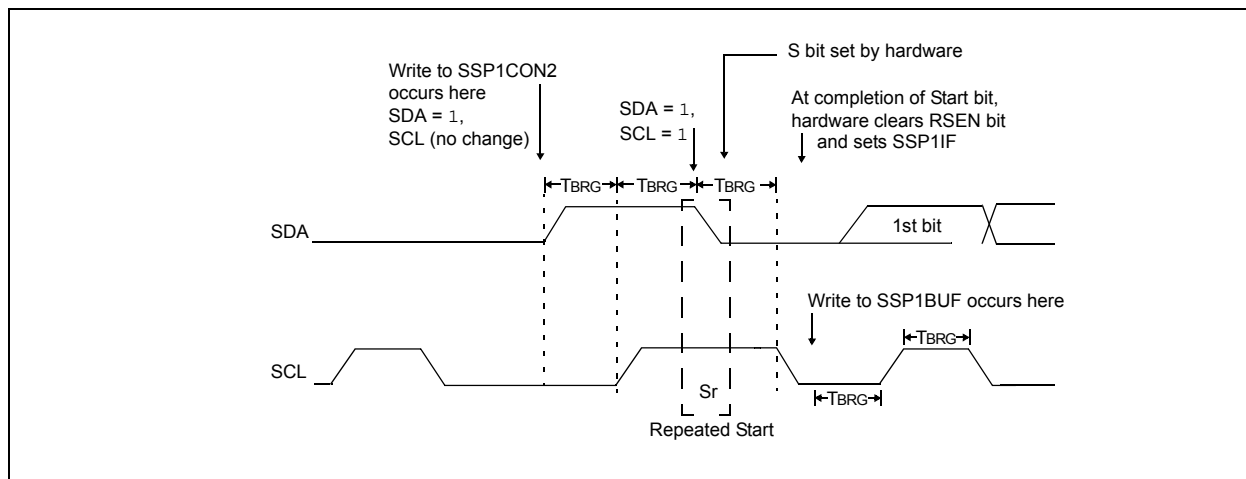 S bit set by hardware
Write to SSP1CON2
occurs here
SDA = 1,
SCL (no change)
SDA = 1,
SCL = 1
At completion of Start bit,
hardware clears RSEN bit
and sets SSP1IF
TBRG
TBRG
TBRG
SDA
1st bit
Write to SSP1BUF occurs here
TBRG
SCL
Sr
TBRG
Repeated Start